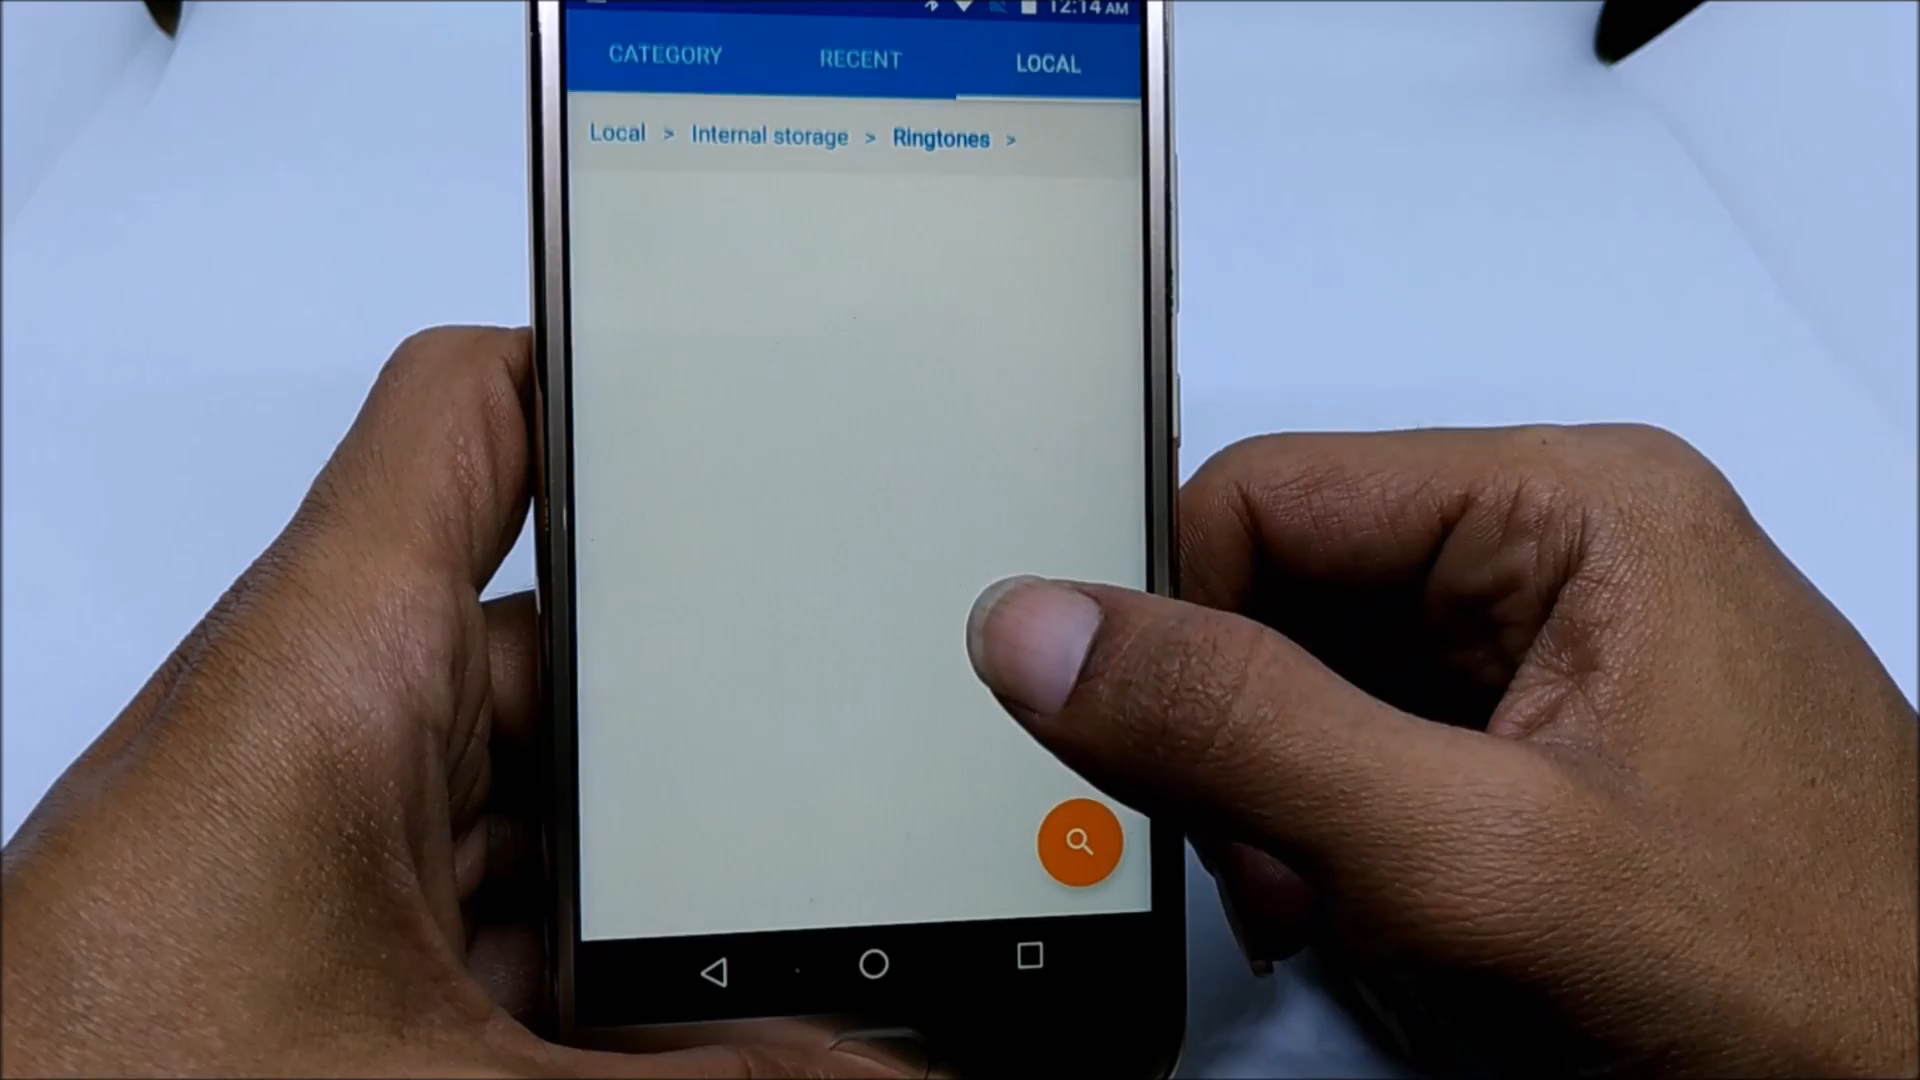 12:14 AM
CATEGORY RECENT LOCAL
Local > Internal storage > Ringtones >